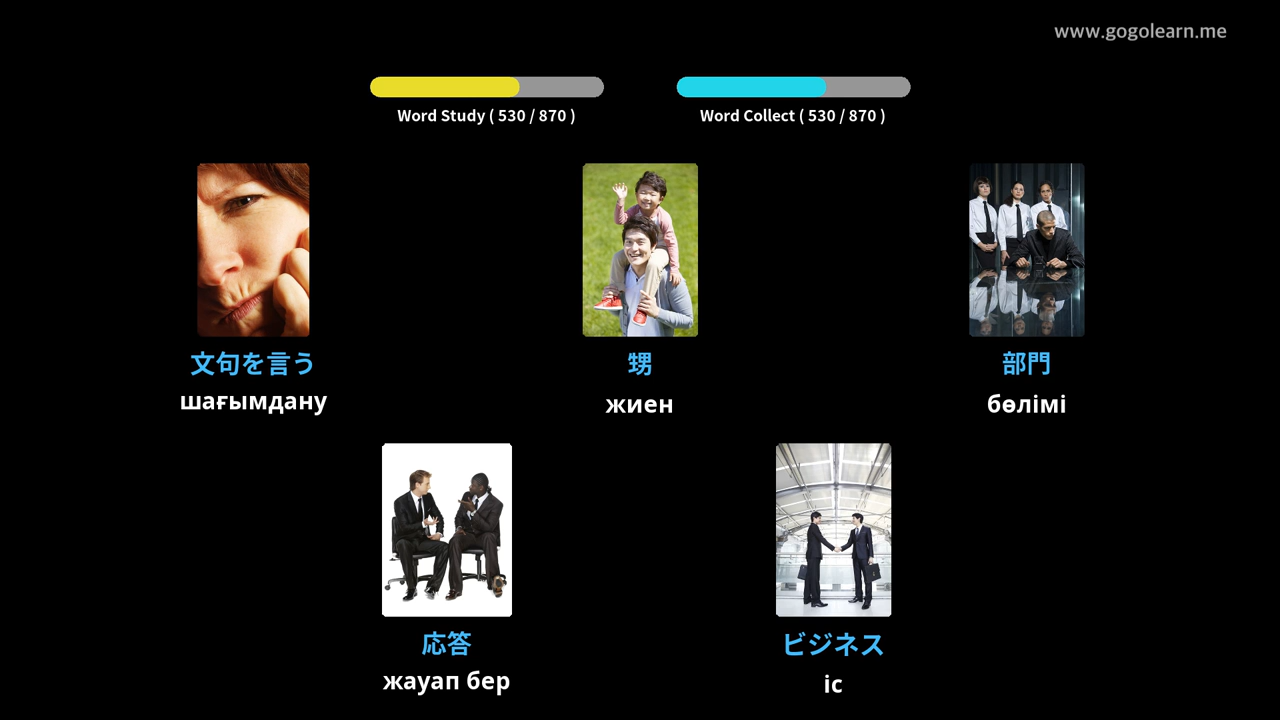 www.gogolearn.me
Word Study ( 530 / 870 )
Word Collect ( 530 / 870 )
文句を言う
шағымдану
甥
жиен
部門
бөлімі
応答
жауап бер
ビジネス
іс